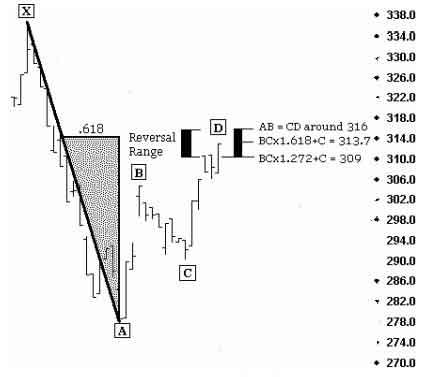 X
338.0
334.0
330.0
326.0
322.0
318.0
314.0
310.0
306.0
302.0
298.0
294.0
290.0
286.0
282.0
278.0
274.0
270.0
.618
Reversal
Range
D
AB = CD around 316
BCx1.618+C = 313.7
BCx1.272+C = 309
B
C
A